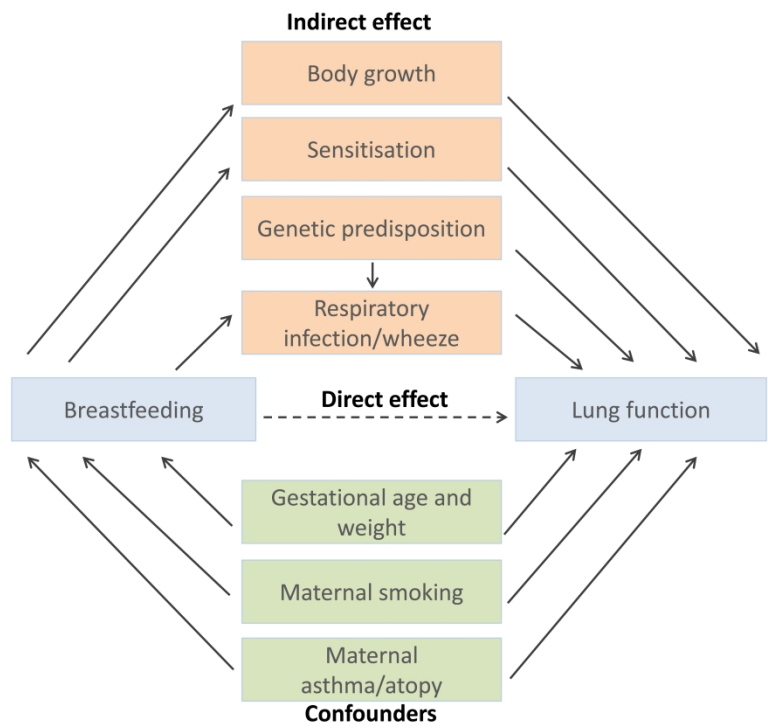 Indirect effect
Body growth
Sensitisation
Genetic predisposition
Respiratory
infection/wheeze
Breastfeeding
Direct effect
Lung function
Gestational age and
weight
Maternal smoking
Maternal
asthma/atopy
Confounders